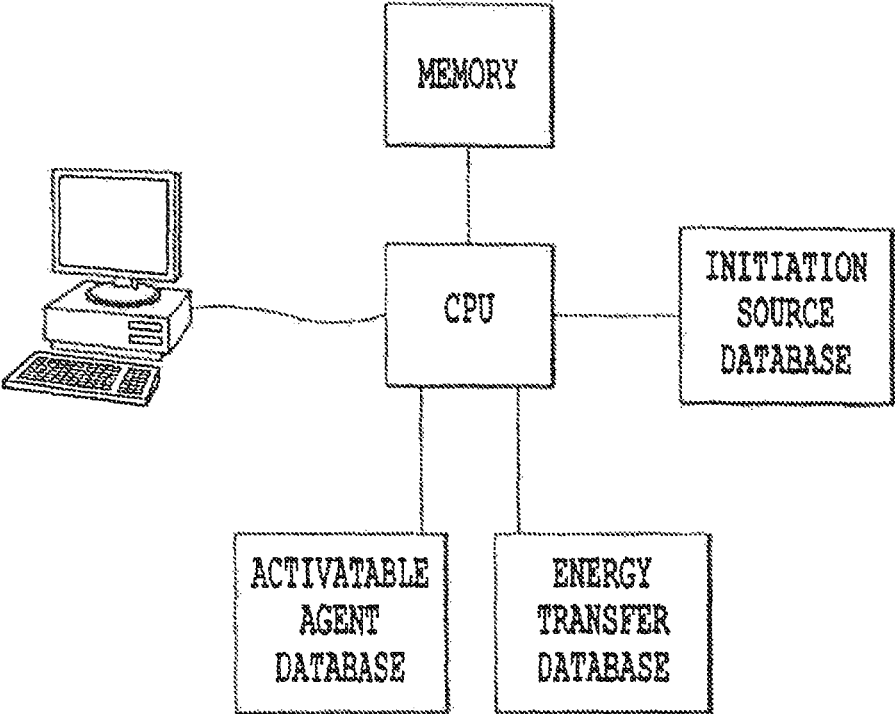 MEMORY
CPU
INITIATION
SOURCE
DATABASE
ACTIVATABLE
AGENT
DATABASE
ENERGY
TRANSFER
DATABASE